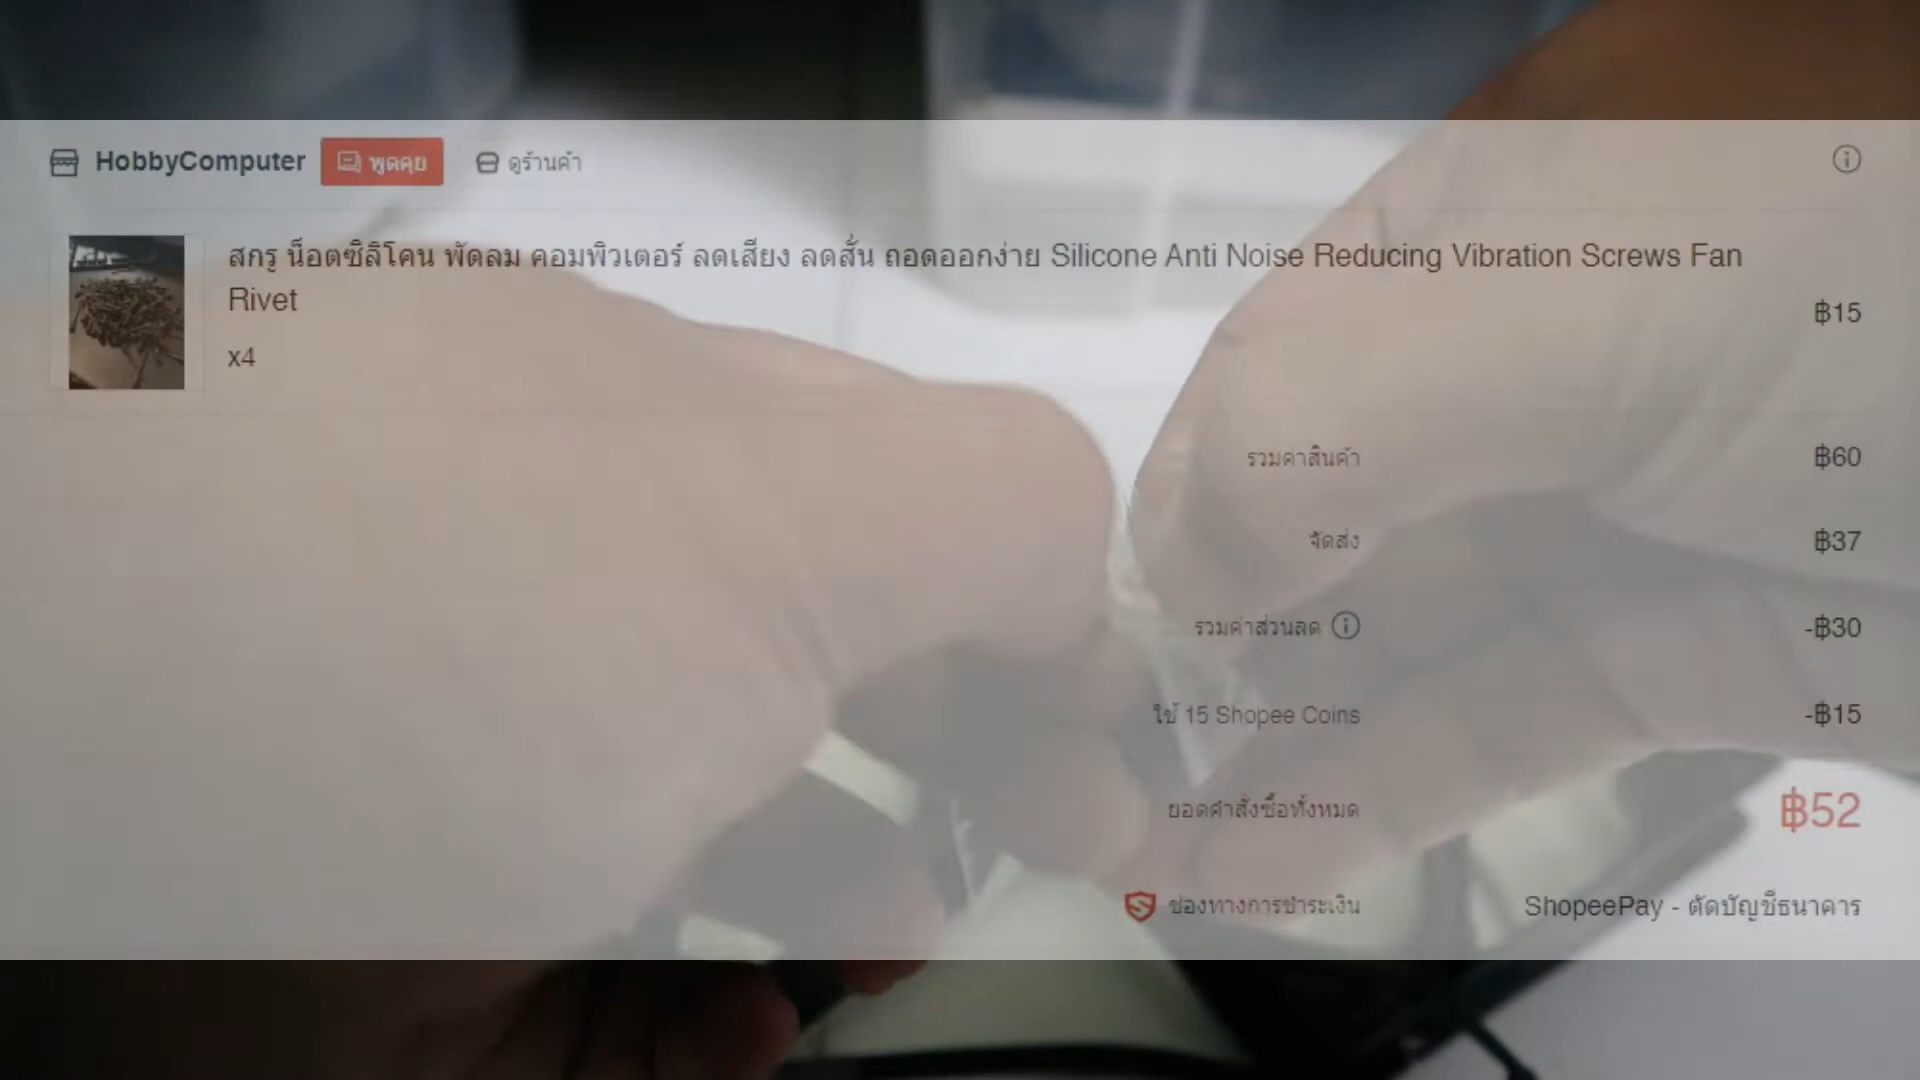 HobbyComputer พูดคุย ดูร้านค้า
สกรู น็อตซิลิโคน พัดลม คอมพิวเตอร์ ลดเสียง ลดสั่น ถอดออกง่าย Silicone Anti Noise Reducing Vibration Screws Fan
Rivet
฿15
x4
รวมค่าสินค้า ฿60
จัดส่ง ฿37
รวมค่าส่วนลด -฿30
ใช้ 15 Shopee Coins -฿15
ยอดคำสั่งซื้อทั้งหมด ฿52
ช่องทางการชำระเงิน ShopeePay - ตัดบัญชีธนาคาร